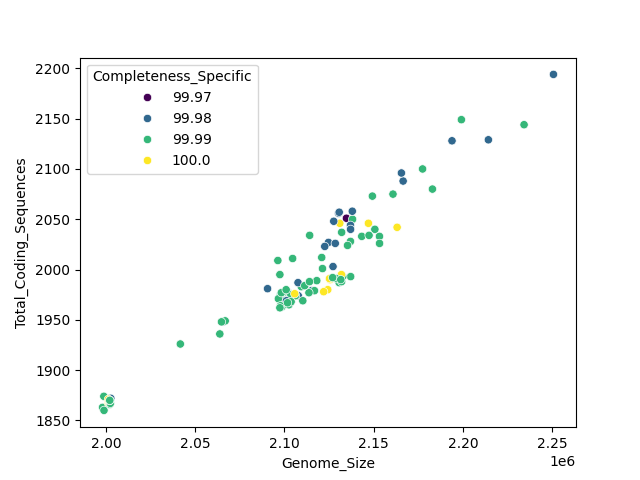 Completeness_Specific
99.97
99.98
99.99
100.0
Total_Coding_Sequences
2200
2150
2100
2050
2000
1950
1900
1850
2.00 2.05 2.10 2.15 2.20 2.25
1e6
Genome_Size